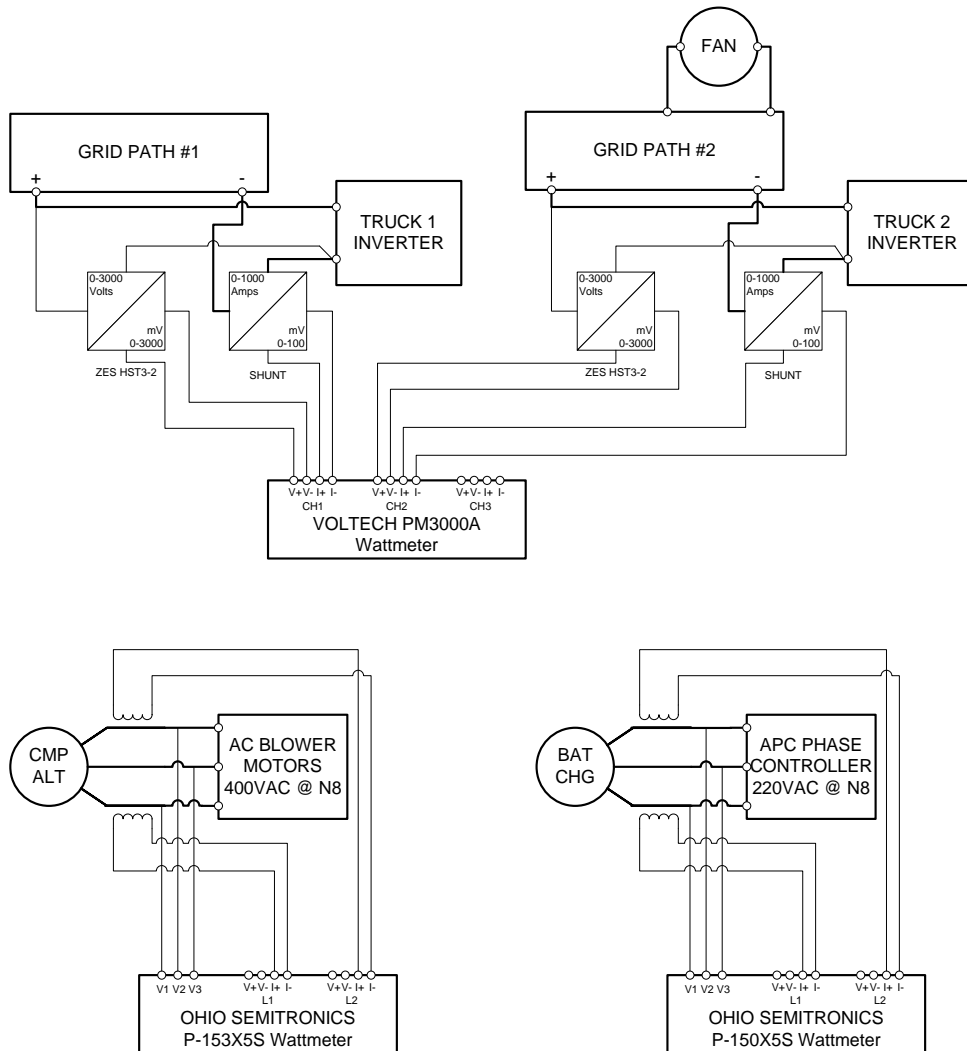 FAN
GRID PATH #1
+ -
GRID PATH #2
+ -
TRUCK 1
INVERTER
TRUCK 2
INVERTER
0-3000
Volts
mV
0-3000
ZES HST3-2
0-1000
Amps
mV
0-100
SHUNT
0-3000
Volts
mV
0-3000
ZES HST3-2
0-1000
Amps
mV
0-100
SHUNT
V+ V- I+ I-
CH1
V+ V- I+ I-
CH2
V+ V- I+ I-
CH3
VOLTECH PM3000A
Wattmeter
CMP
ALT
AC BLOWER
MOTORS
400VAC @ N8
BAT
CHG
APC PHASE
CONTROLLER
220VAC @ N8
V1 V2 V3
V+ V- I+ I-
L1
V+ V- I+ I-
L2
OHIO SEMITRONICS
P-153X5S Wattmeter
V1 V2 V3
V+ V- I+ I-
L1
V+ V- I+ I-
L2
OHIO SEMITRONICS
P-150X5S Wattmeter